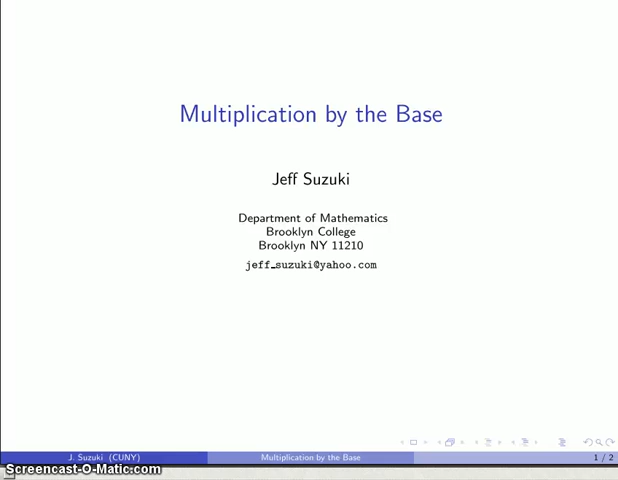 Multiplication by the Base
Jeff Suzuki
Department of Mathematics
Brooklyn College
Brooklyn NY 11210
jeff_suzuki@yahoo.com
J. Suzuki (CUNY)
Multiplication by the Base
1 / 2
Screencast-O-Matic.com